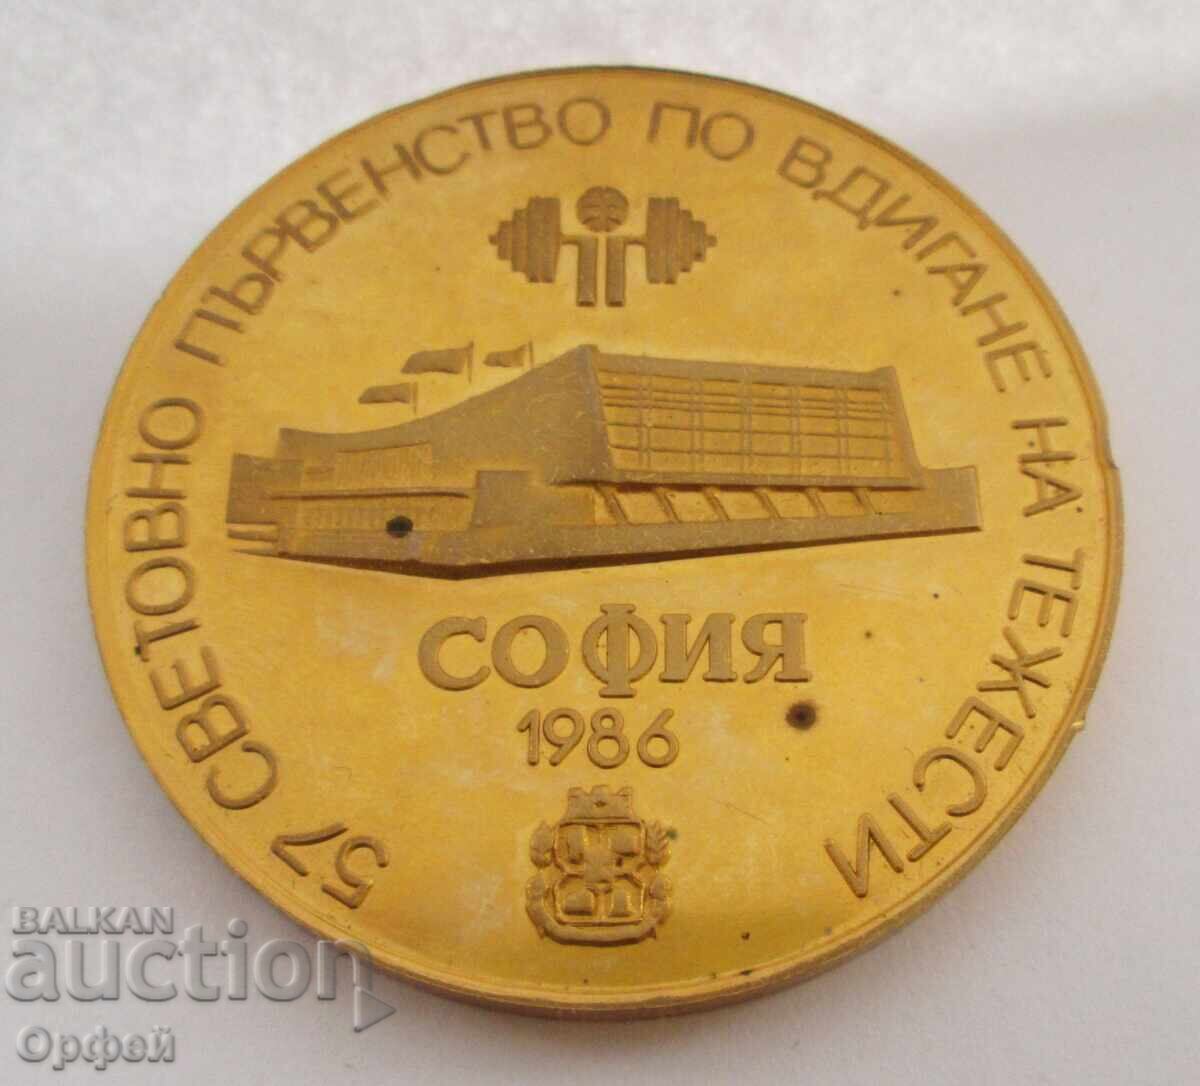 57 СВЕТОВНО ПЪРВЕНСТВО ПО ВДИГАНЕ НА ТЕЖЕСТИ
СОФИЯ
1986
BALKAN
auction
Орфей